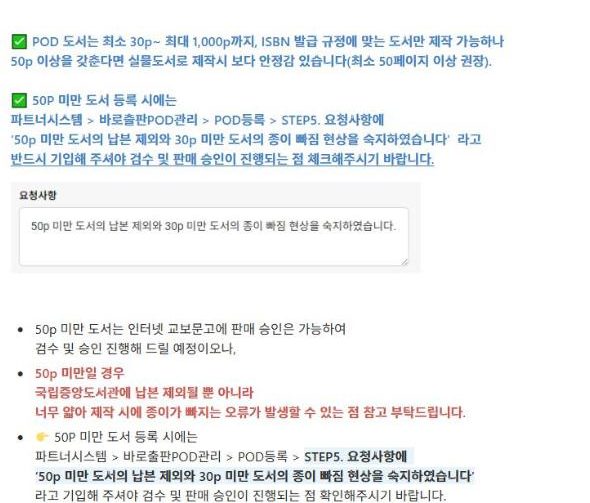 ✅ POD 도서는 최소 30p~ 최대 1,000p까지, ISBN 발급 규정에 맞는 도서만 제작 가능하나
50p 이상을 갖춘다면 실물도서로 제작시 보다 안정감 있습니다(최소 50페이지 이상 권장).
✅ 50P 미만 도서 등록 시에는
파트너시스템 > 바로출판POD관리 > POD등록 > STEP5. 요청사항에
‘50p 미만 도서의 납본 제외와 30p 미만 도서의 종이 빠짐 현상을 숙지하였습니다’ 라고
반드시 기입해 주셔야 검수 및 판매 승인이 진행되는 점 체크해주시기 바랍니다.
요청사항
50p 미만 도서의 납본 제외와 30p 미만 도서의 종이 빠짐 현상을 숙지하였습니다.
• 50p 미만 도서는 인터넷 교보문고에 판매 승인은 가능하여
검수 및 승인 진행해 드릴 예정이오나,
• 50p 미만일 경우
국립중앙도서관에 납본 제외될 뿐 아니라
너무 얇아 제작 시에 종이가 빠지는 오류가 발생할 수 있는 점 참고 부탁드립니다.
• 👉 50P 미만 도서 등록 시에는
파트너시스템 > 바로출판POD관리 > POD등록 > STEP5. 요청사항에
‘50p 미만 도서의 납본 제외와 30p 미만 도서의 종이 빠짐 현상을 숙지하였습니다’
라고 기입해 주셔야 검수 및 판매 승인이 진행되는 점 확인해주시기 바랍니다.